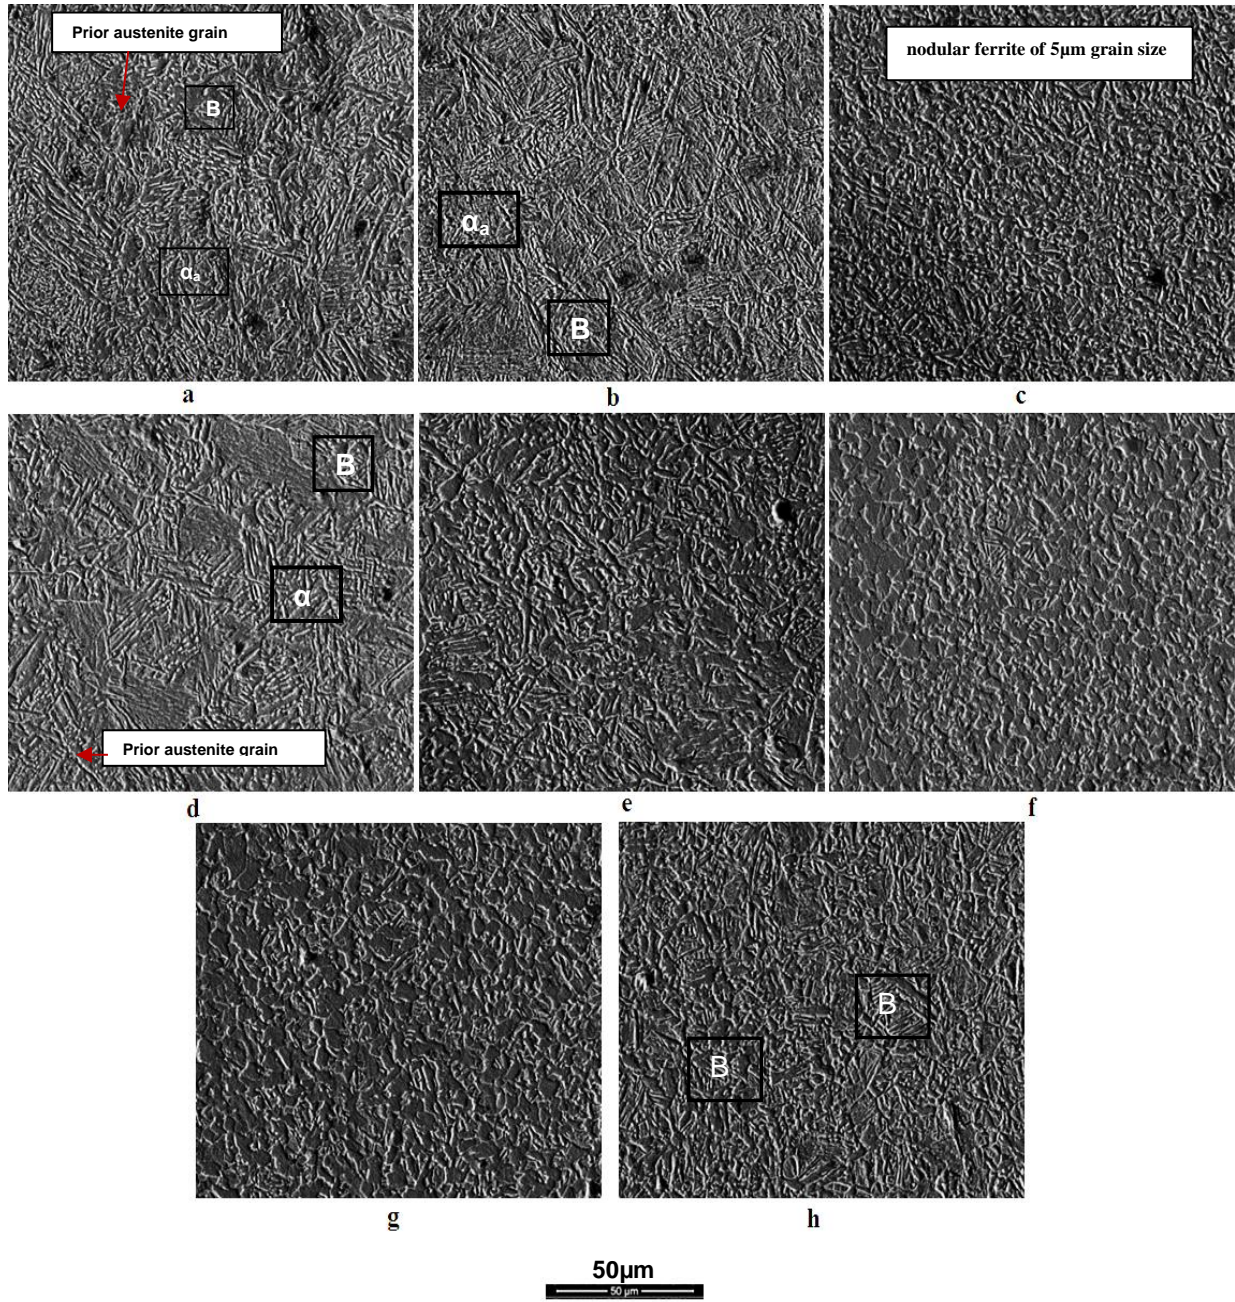 Prior austenite grain
B
αa
a
αa
B
b
nodular ferrite of 5µm grain size
c
B
α
Prior austenite grain
d
e
f
g
B
B
h
50µm
50 µm